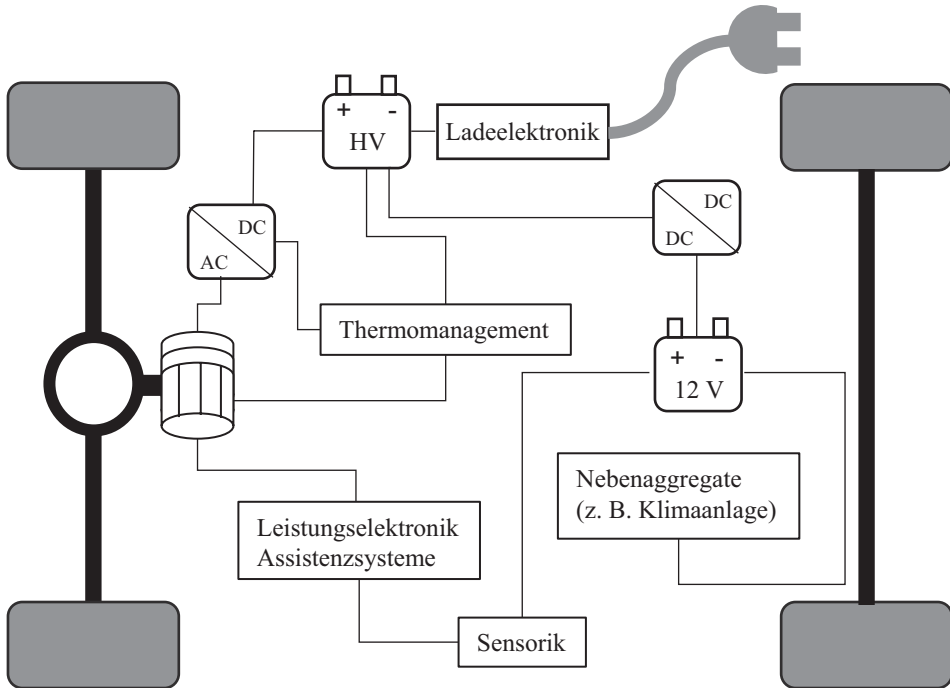 + -
HV
Ladeelektronik
DC
AC
DC
DC
Thermomanagement
+ -
12 V
Nebenaggregate
(z. B. Klimaanlage)
Leistungselektronik
Assistenzsysteme
Sensorik